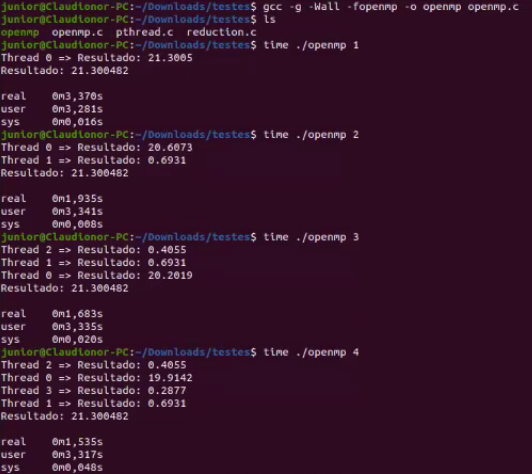 junior@Claudionor-PC:~/Downloads/testes$ gcc -g -Wall -fopenmp -o openmp openmp.c
junior@Claudionor-PC:~/Downloads/testes$ ls
openmp openmp.c pthread.c reduction.c
junior@Claudionor-PC:~/Downloads/testes$ time ./openmp 1
Thread 0 => Resultado: 21.3005
Resultado: 21.300482
real 0m3,370s
user 0m3,281s
sys 0m0,016s
junior@Claudionor-PC:~/Downloads/testes$ time ./openmp 2
Thread 0 => Resultado: 20.6073
Thread 1 => Resultado: 0.6931
Resultado: 21.300482
real 0m1,935s
user 0m3,341s
sys 0m0,008s
junior@Claudionor-PC:~/Downloads/testes$ time ./openmp 3
Thread 2 => Resultado: 0.4055
Thread 1 => Resultado: 0.6931
Thread 0 => Resultado: 20.2019
Resultado: 21.300482
real 0m1,683s
user 0m3,335s
sys 0m0,020s
junior@Claudionor-PC:~/Downloads/testes$ time ./openmp 4
Thread 2 => Resultado: 0.4055
Thread 0 => Resultado: 19.9142
Thread 3 => Resultado: 0.2877
Thread 1 => Resultado: 0.6931
Resultado: 21.300482
real 0m1,535s
user 0m3,317s
sys 0m0,048s